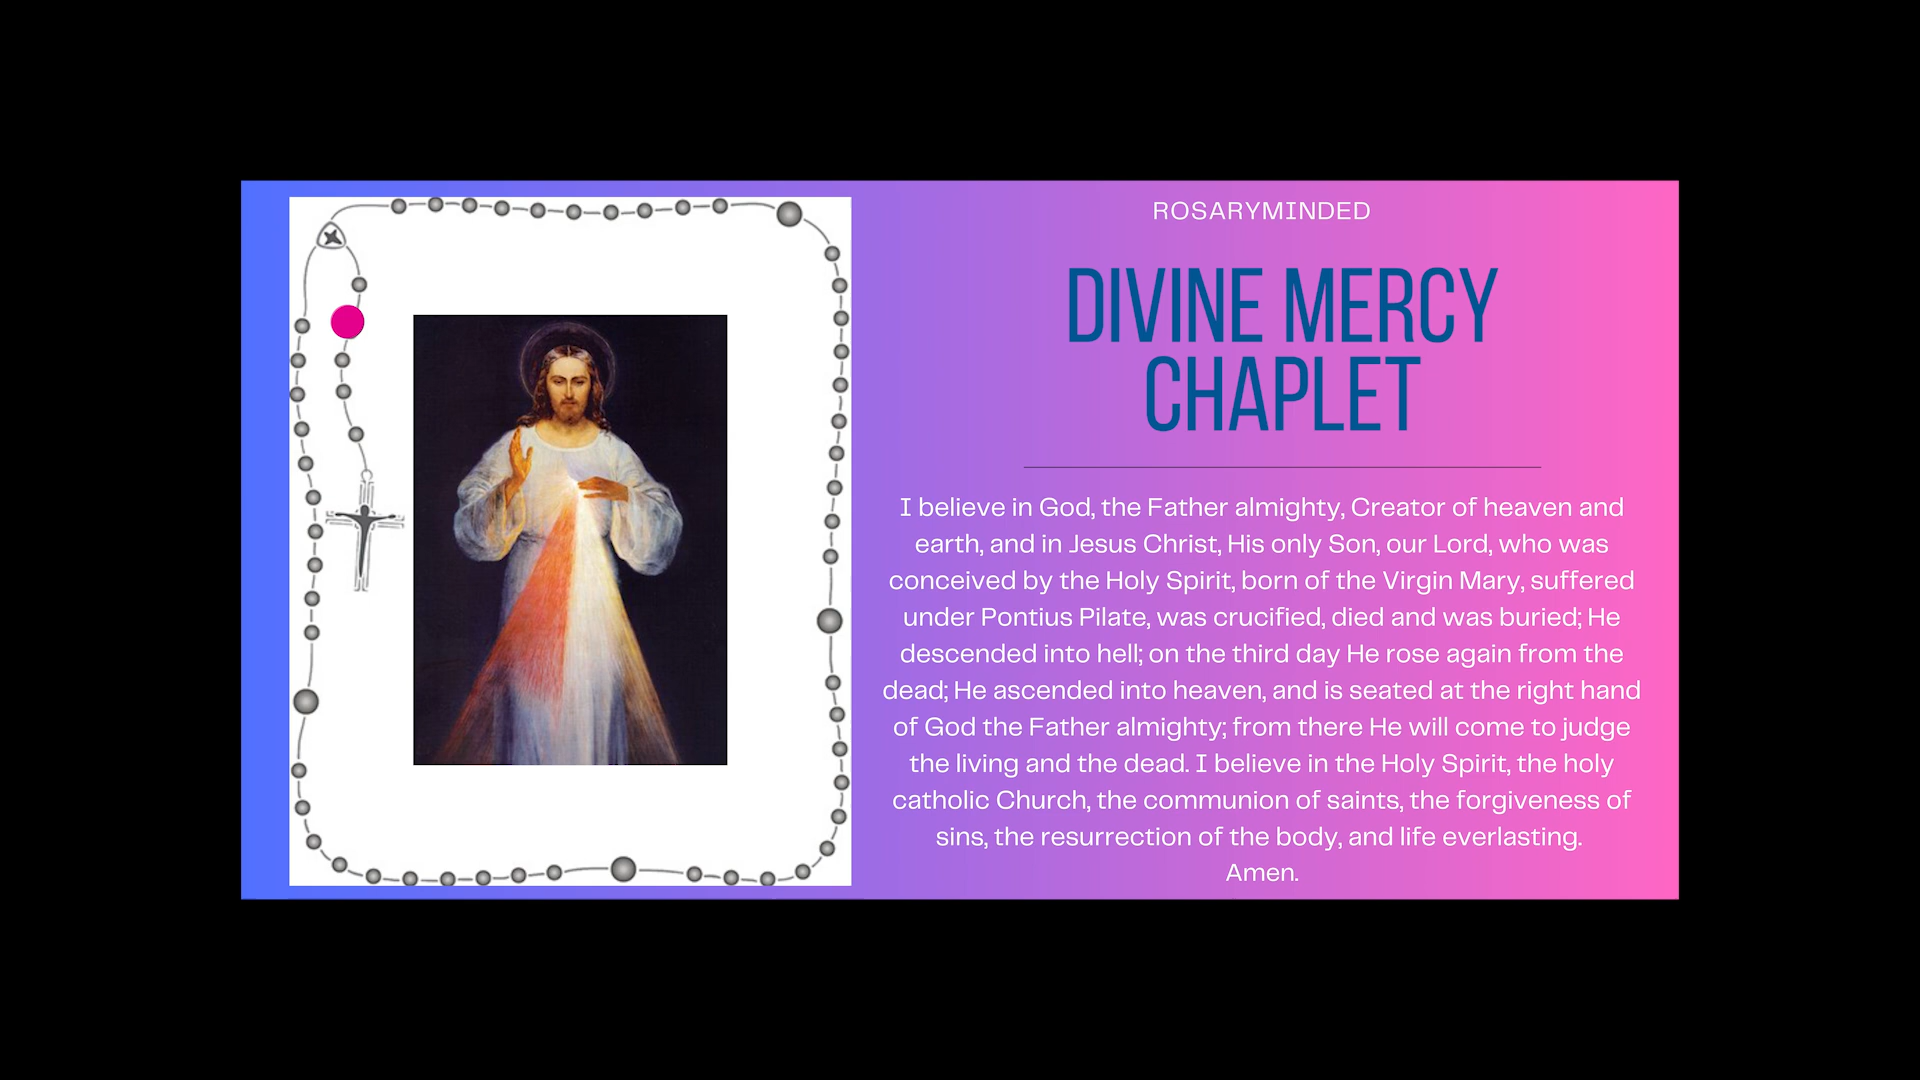 ROSARYMINDED
DIVINE MERCY
CHAPLET
I believe in God, the Father almighty, Creator of heaven and
earth, and in Jesus Christ, His only Son, our Lord, who was
conceived by the Holy Spirit, born of the Virgin Mary, suffered
under Pontius Pilate, was crucified, died and was buried; He
descended into hell; on the third day He rose again from the
dead; He ascended into heaven, and is seated at the right hand
of God the Father almighty; from there He will come to judge
the living and the dead. I believe in the Holy Spirit, the holy
catholic Church, the communion of saints, the forgiveness of
sins, the resurrection of the body, and life everlasting.
Amen.